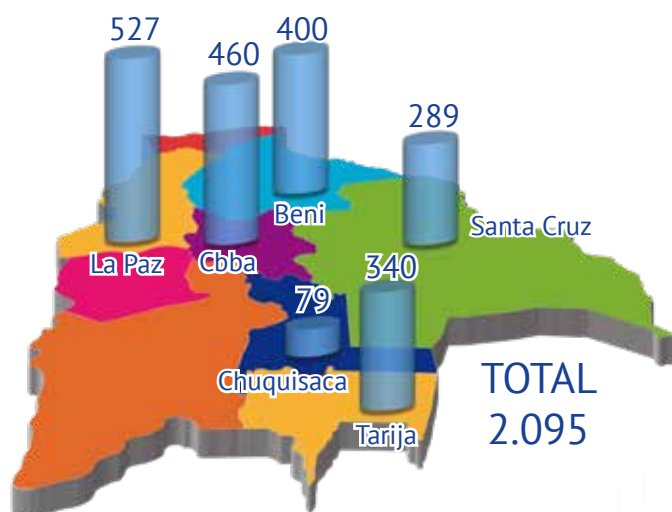 527
460
400
289
Beni
Santa Cruz
La Paz
Cbba
340
79
Chuquisaca
Tarija
TOTAL
2.095